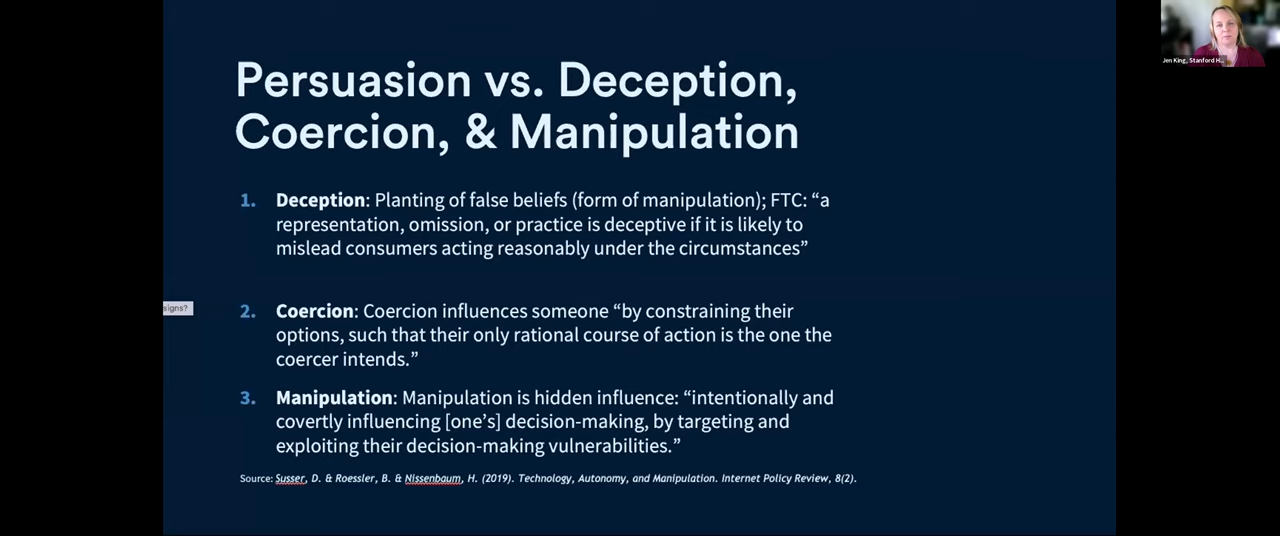 Persuasion vs. Deception,
Coercion, & Manipulation
1. Deception: Planting of false beliefs (form of manipulation); FTC: “a
representation, omission, or practice is deceptive if it is likely to
mislead consumers acting reasonably under the circumstances”
signs?
2. Coercion: Coercion influences someone “by constraining their
options, such that their only rational course of action is the one the
coercer intends.”
3. Manipulation: Manipulation is hidden influence: “intentionally and
covertly influencing [one’s] decision-making, by targeting and
exploiting their decision-making vulnerabilities.”
Source: Susser, D. & Roessler, B. & Nissenbaum, H. (2019). Technology, Autonomy, and Manipulation. Internet Policy Review, 8(2).
Jen King, Stanford H...